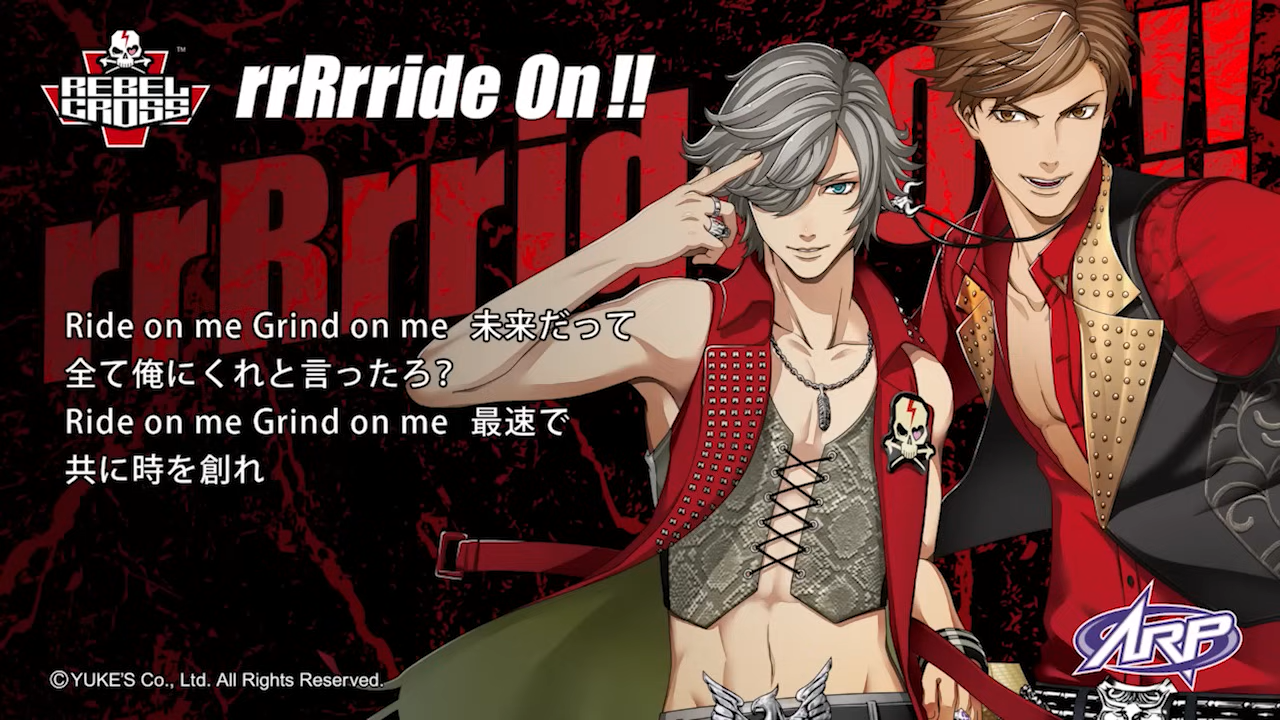 REBEL
CROSS
™
rrRrride On !!
rrRrrid O !!
Ride on me Grind on me 未来だって
全て俺にくれと言ったろ?
Ride on me Grind on me 最速で
共に時を創れ
ARP
©YUKE'S Co., Ltd. All Rights Reserved.